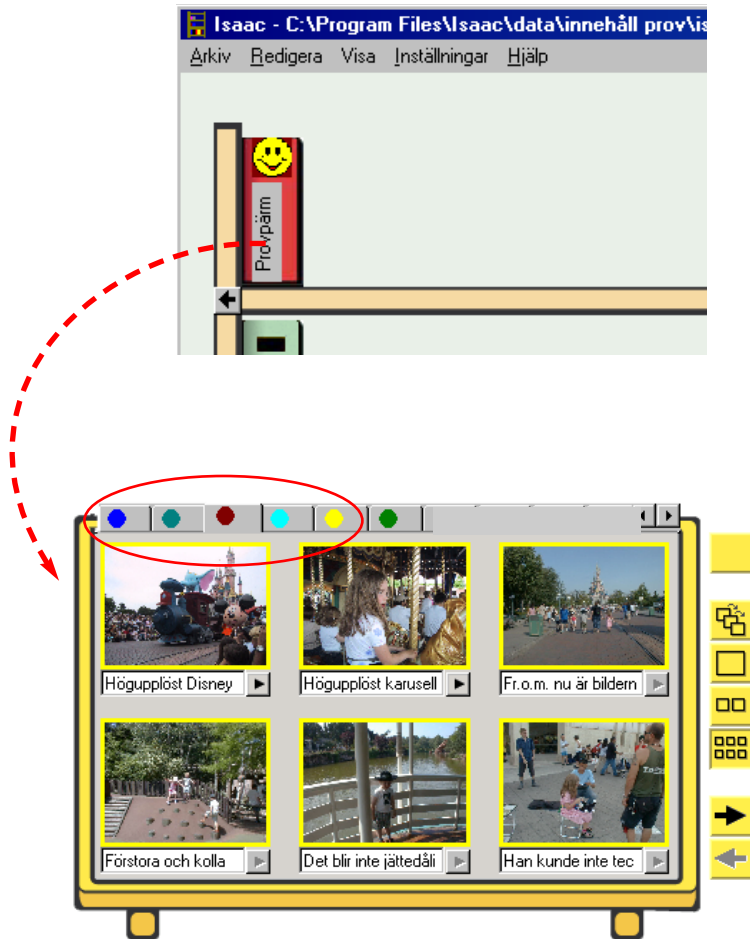 Isaac - C:\Program Files\Isaac\data\innehåll prov\is
Arkiv Redigera Visa Inställningar Hjälp
Provpärm
Högupplöst Disney
Högupplöst karusell
Fr.o.m. nu är bildern
Förstora och kolla
Det blir inte jättedåli
Han kunde inte tec